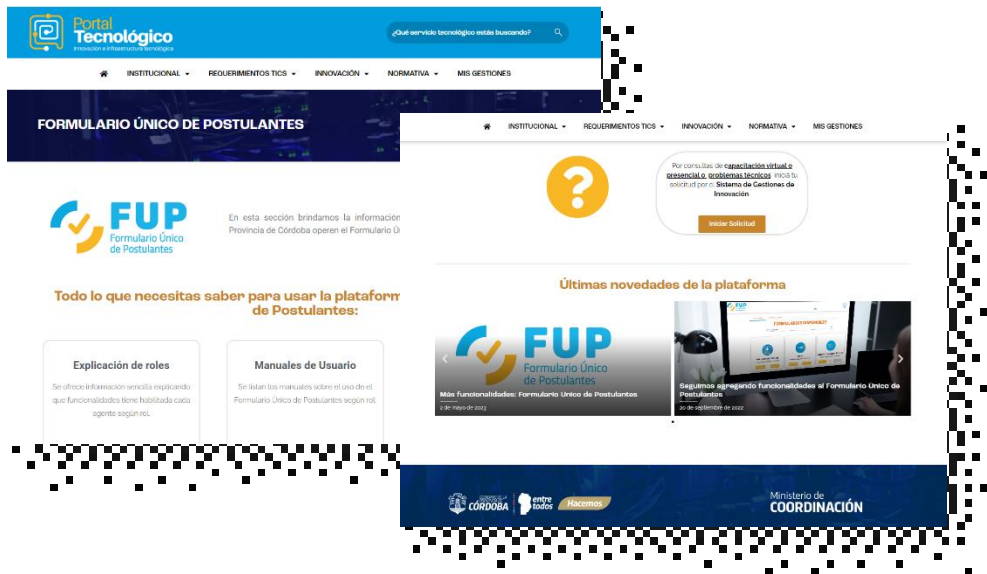 Portal
Tecnológico
Innovación e infraestructura tecnológica
¿Qué servicio tecnológico estás buscando?
INSTITUCIONAL
REQUERIMIENTOS TICS
INNOVACIÓN
NORMATIVA
MIS GESTIONES
FORMULARIO ÚNICO DE POSTULANTES
FUP
Formulario Único
de Postulantes
En esta sección brindamos la información
Provincia de Córdoba operen el Formulario Ú
Todo lo que necesitas saber para usar la plataform
de Postulantes:
Explicación de roles
Se ofrece información sencilla explicando
que funcionalidades tiene habilitada cada
agente según rol.
Manuales de Usuario
Se listan los manuales sobre el uso de el
Formulario Único de Postulantes según rol.
INSTITUCIONAL
REQUERIMIENTOS TICS
INNOVACIÓN
NORMATIVA
MIS GESTIONES
?
Por consultas de capacitación virtual o
presencial o problemas técnicos iniciá tu
solicitud por o Sistema de Gestiones de
Innovación
Iniciar Solicitud
Últimas novedades de la plataforma
FUP
Formulario Único
de Postulantes
Más funcionalidades: Formulario Único de Postulantes
2 de mayo de 2023
FUP
FORMULARIOS DISPONIBLES
Seguimos agregando funcionalidades al Formulario Único de
Postulantes
20 de septiembre de 2022
CÓRDOBA
entre
todos
Hacemos
Ministerio de
COORDINACIÓN